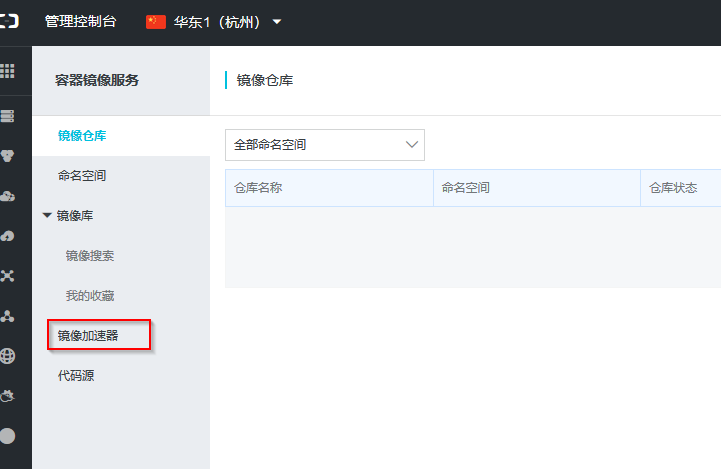 管理控制台 华东1（杭州）
容器镜像服务
镜像仓库
命名空间
镜像库
镜像搜索
我的收藏
镜像加速器
代码源
镜像仓库
全部命名空间
仓库名称 命名空间 仓库状态